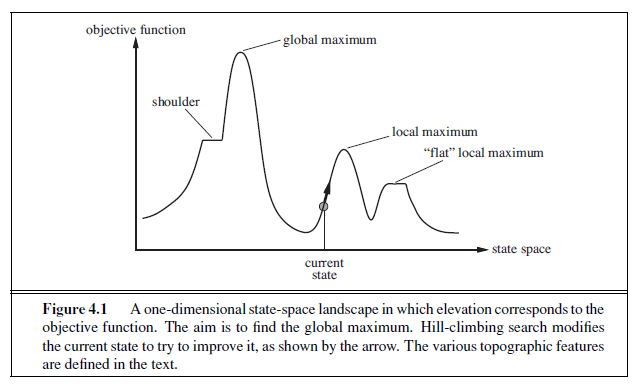 objective function
global maximum
shoulder
local maximum
“flat” local maximum
state space
current
state
Figure 4.1 A one-dimensional state-space landscape in which elevation corresponds to the
objective function. The aim is to find the global maximum. Hill-climbing search modifies
the current state to try to improve it, as shown by the arrow. The various topographic features
are defined in the text.